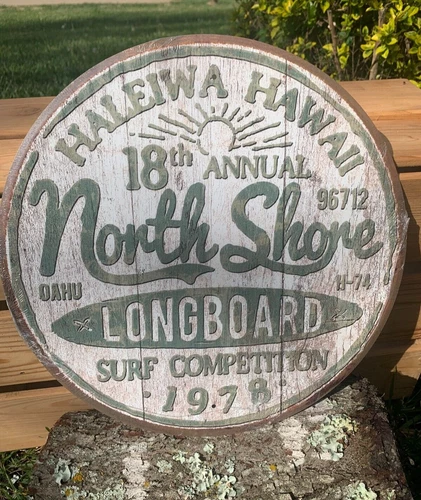 HALEIWA HAWAII
18th ANNUAL
96712
North Shore
OAHU H-74
LONGBOARD
SURF COMPETITION
1978